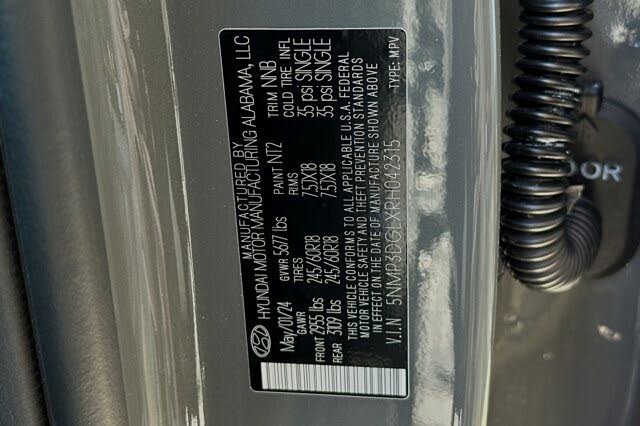 MANUFACTURED BY
HYUNDAI MOTOR MANUFACTURING ALABAMA, LLC
May/01/24 GVWR 5677 lbs PAINT NT2 TRIM NNB
GAWR TIRES RIMS COLD TIRE INFL
FRONT 2955 lbs 245/60R18 7.5JX18 35 psi SINGLE
REAR 3109 lbs 245/60R18 7.5JX18 35 psi SINGLE
THIS VEHICLE CONFORMS TO ALL APPLICABLE U.S.A. FEDERAL
MOTOR VEHICLE SAFETY AND THEFT PREVENTION STANDARDS
IN EFFECT ON THE DATE OF MANUFACTURE SHOWN ABOVE
V.I.N 5NMP3DGLXRH042315 TYPE: MPV
OOR